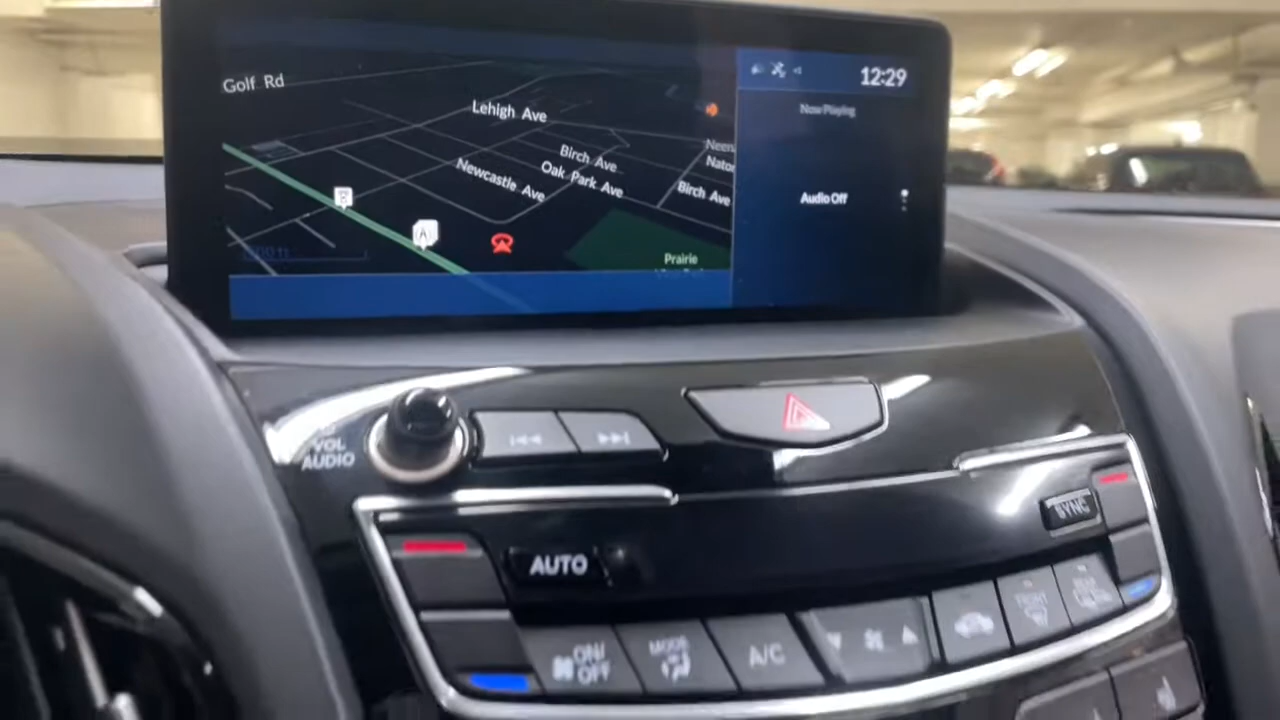 Golf Rd
Lehigh Ave
Birch Ave
Oak Park Ave
Newcastle Ave
Birch Ave
Prairie
12:29
Now Playing
Audio Off
VOL
AUDIO
AUTO
SYNC
ON/
OFF
MODE
A/C